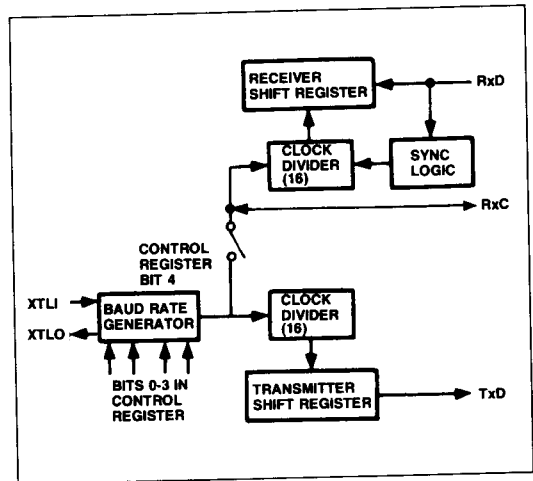 RECEIVER
SHIFT REGISTER
RxD
CLOCK
DIVIDER
(16)
SYNC
LOGIC
RxC
CONTROL
REGISTER
BIT 4
XTLI
XTLO
BAUD RATE
GENERATOR
CLOCK
DIVIDER
(16)
BITS 0-3 IN
CONTROL
REGISTER
TRANSMITTER
SHIFT REGISTER
TxD